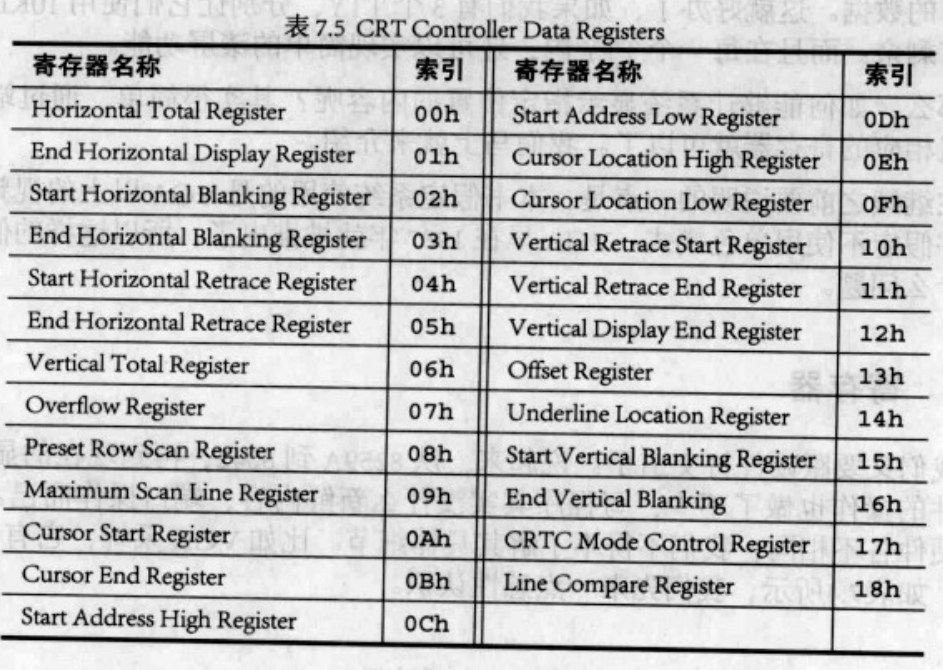 表 7.5 CRT Controller Data Registers
寄存器名称 索引 寄存器名称 索引
Horizontal Total Register 00h Start Address Low Register 0Dh
End Horizontal Display Register 01h Cursor Location High Register 0Eh
Start Horizontal Blanking Register 02h Cursor Location Low Register 0Fh
End Horizontal Blanking Register 03h Vertical Retrace Start Register 10h
Start Horizontal Retrace Register 04h Vertical Retrace End Register 11h
End Horizontal Retrace Register 05h Vertical Display End Register 12h
Vertical Total Register 06h Offset Register 13h
Overflow Register 07h Underline Location Register 14h
Preset Row Scan Register 08h Start Vertical Blanking Register 15h
Maximum Scan Line Register 09h End Vertical Blanking 16h
Cursor Start Register 0Ah CRTC Mode Control Register 17h
Cursor End Register 0Bh Line Compare Register 18h
Start Address High Register 0Ch